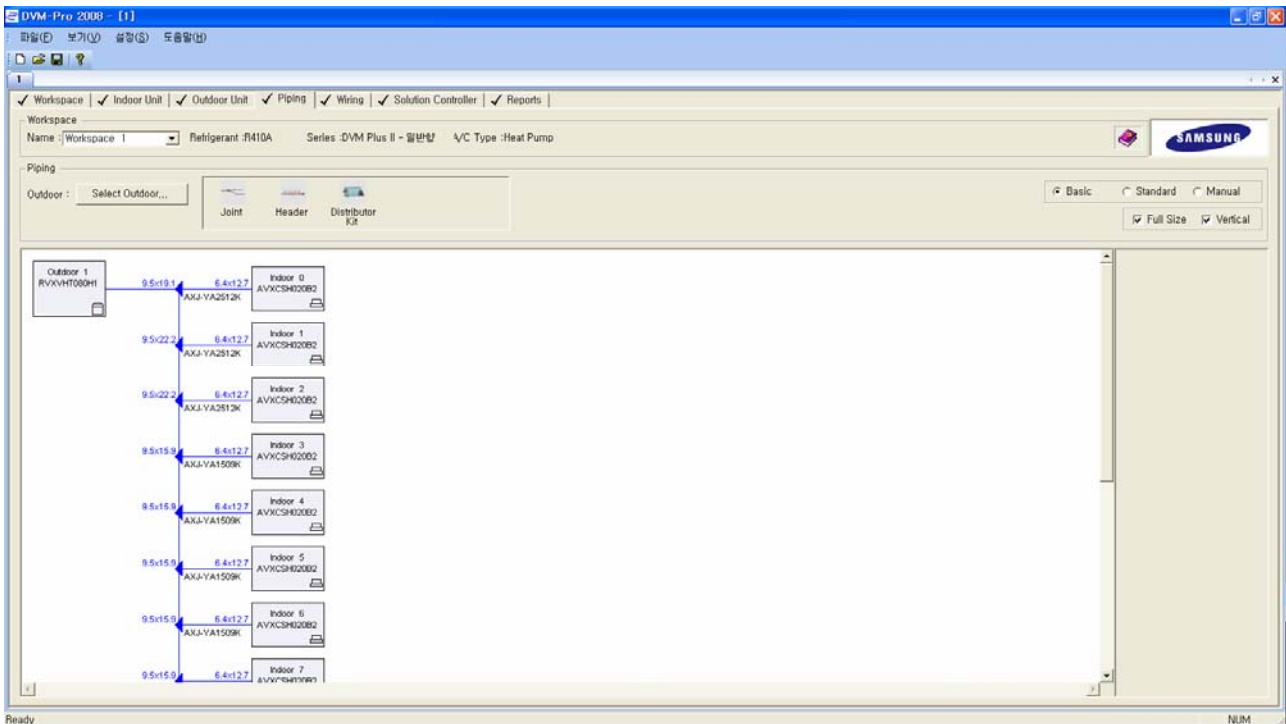 DVM-Pro 2008 - [1]
파일(F) 보기(V) 설정(S) 도움말(H)
1
Workspace Indoor Unit Outdoor Unit Piping Wiring Solution Controller Reports
Workspace
Name : Workspace 1 Refrigerant :R410A Series :DVM Plus II - 일반향 A/C Type :Heat Pump
SAMSUNG
Piping
Outdoor : Select Outdoor... Joint Header Distributor Kit
Basic Standard Manual
Full Size Vertical
Outdoor 1
RVXVHT080H1
9.5x19.1 6.4x12.7 Indoor 0
AXJ-YA2512K AVXCSH020B2
9.5x22.2 6.4x12.7 Indoor 1
AXJ-YA2512K AVXCSH020B2
9.5x22.2 6.4x12.7 Indoor 2
AXJ-YA2512K AVXCSH020B2
9.5x15.9 6.4x12.7 Indoor 3
AXJ-YA1509K AVXCSH020B2
9.5x15.9 6.4x12.7 Indoor 4
AXJ-YA1509K AVXCSH020B2
9.5x15.9 6.4x12.7 Indoor 5
AXJ-YA1509K AVXCSH020B2
9.5x15.9 6.4x12.7 Indoor 6
AXJ-YA1509K AVXCSH020B2
9.5x15.9 6.4x12.7 Indoor 7
AVXCSH020B2
Ready NUM